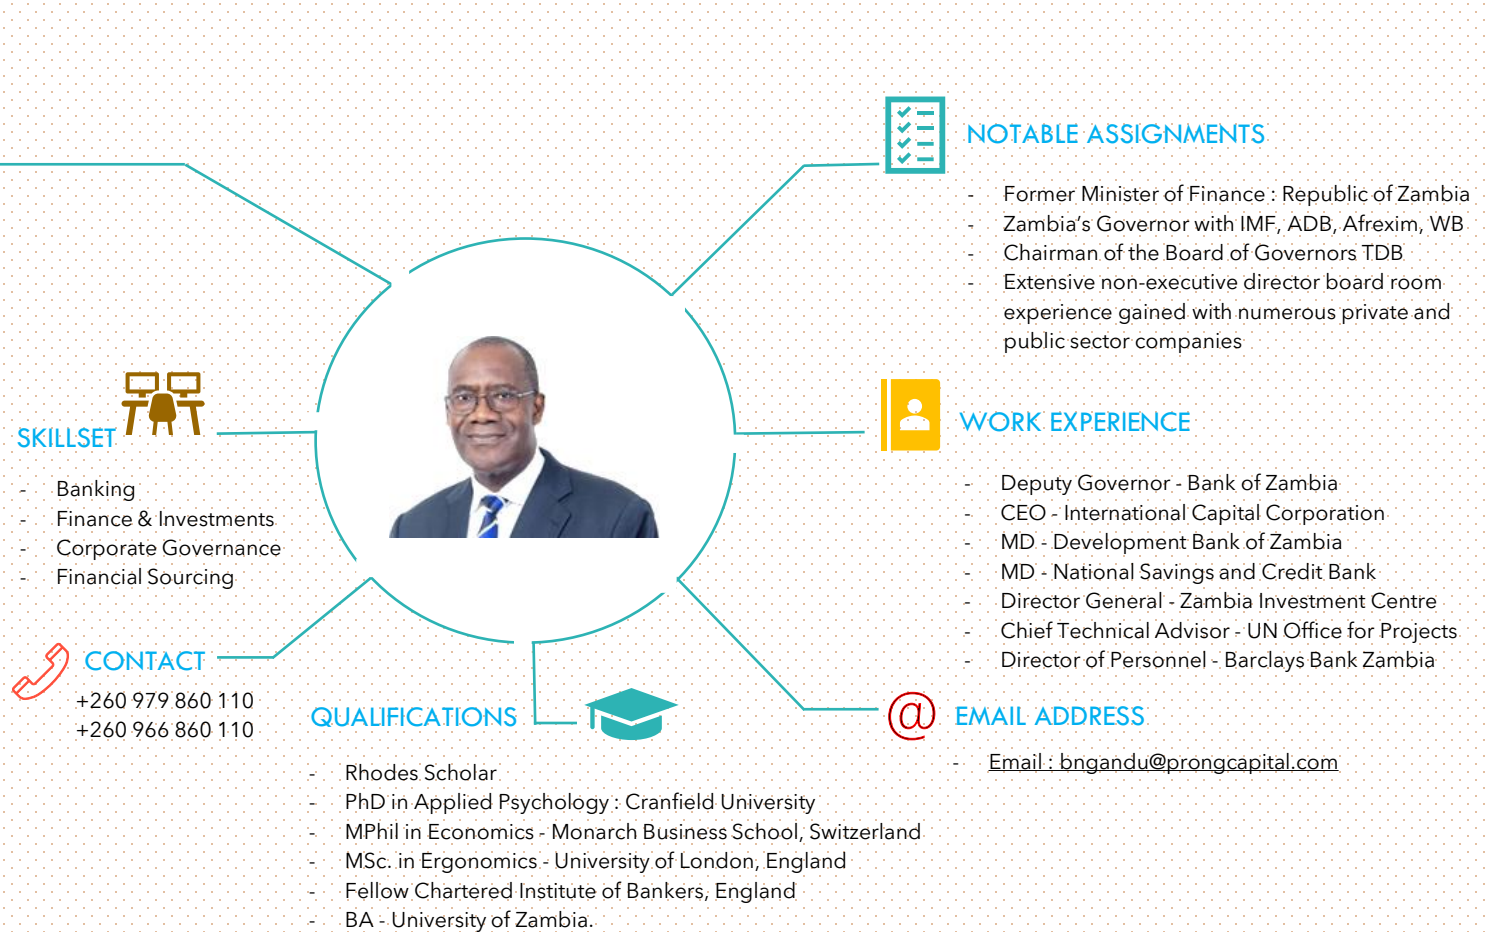 NOTABLE ASSIGNMENTS
- Former Minister of Finance : Republic of Zambia
- Zambia’s Governor with IMF, ADB, Afrexim, WB
- Chairman of the Board of Governors TDB
- Extensive non-executive director board room
experience gained with numerous private and
public sector companies
SKILLSET
- Banking
- Finance & Investments
- Corporate Governance
- Financial Sourcing
WORK EXPERIENCE
- Deputy Governor - Bank of Zambia
- CEO - International Capital Corporation
- MD - Development Bank of Zambia
- MD - National Savings and Credit Bank
- Director General - Zambia Investment Centre
- Chief Technical Advisor - UN Office for Projects
- Director of Personnel - Barclays Bank Zambia
CONTACT
+260 979 860 110
+260 966 860 110
QUALIFICATIONS
- Rhodes Scholar
- PhD in Applied Psychology : Cranfield University
- MPhil in Economics - Monarch Business School, Switzerland
- MSc. in Ergonomics - University of London, England
- Fellow Chartered Institute of Bankers, England
- BA - University of Zambia.
@ EMAIL ADDRESS
- Email : bngandu@prongcapital.com